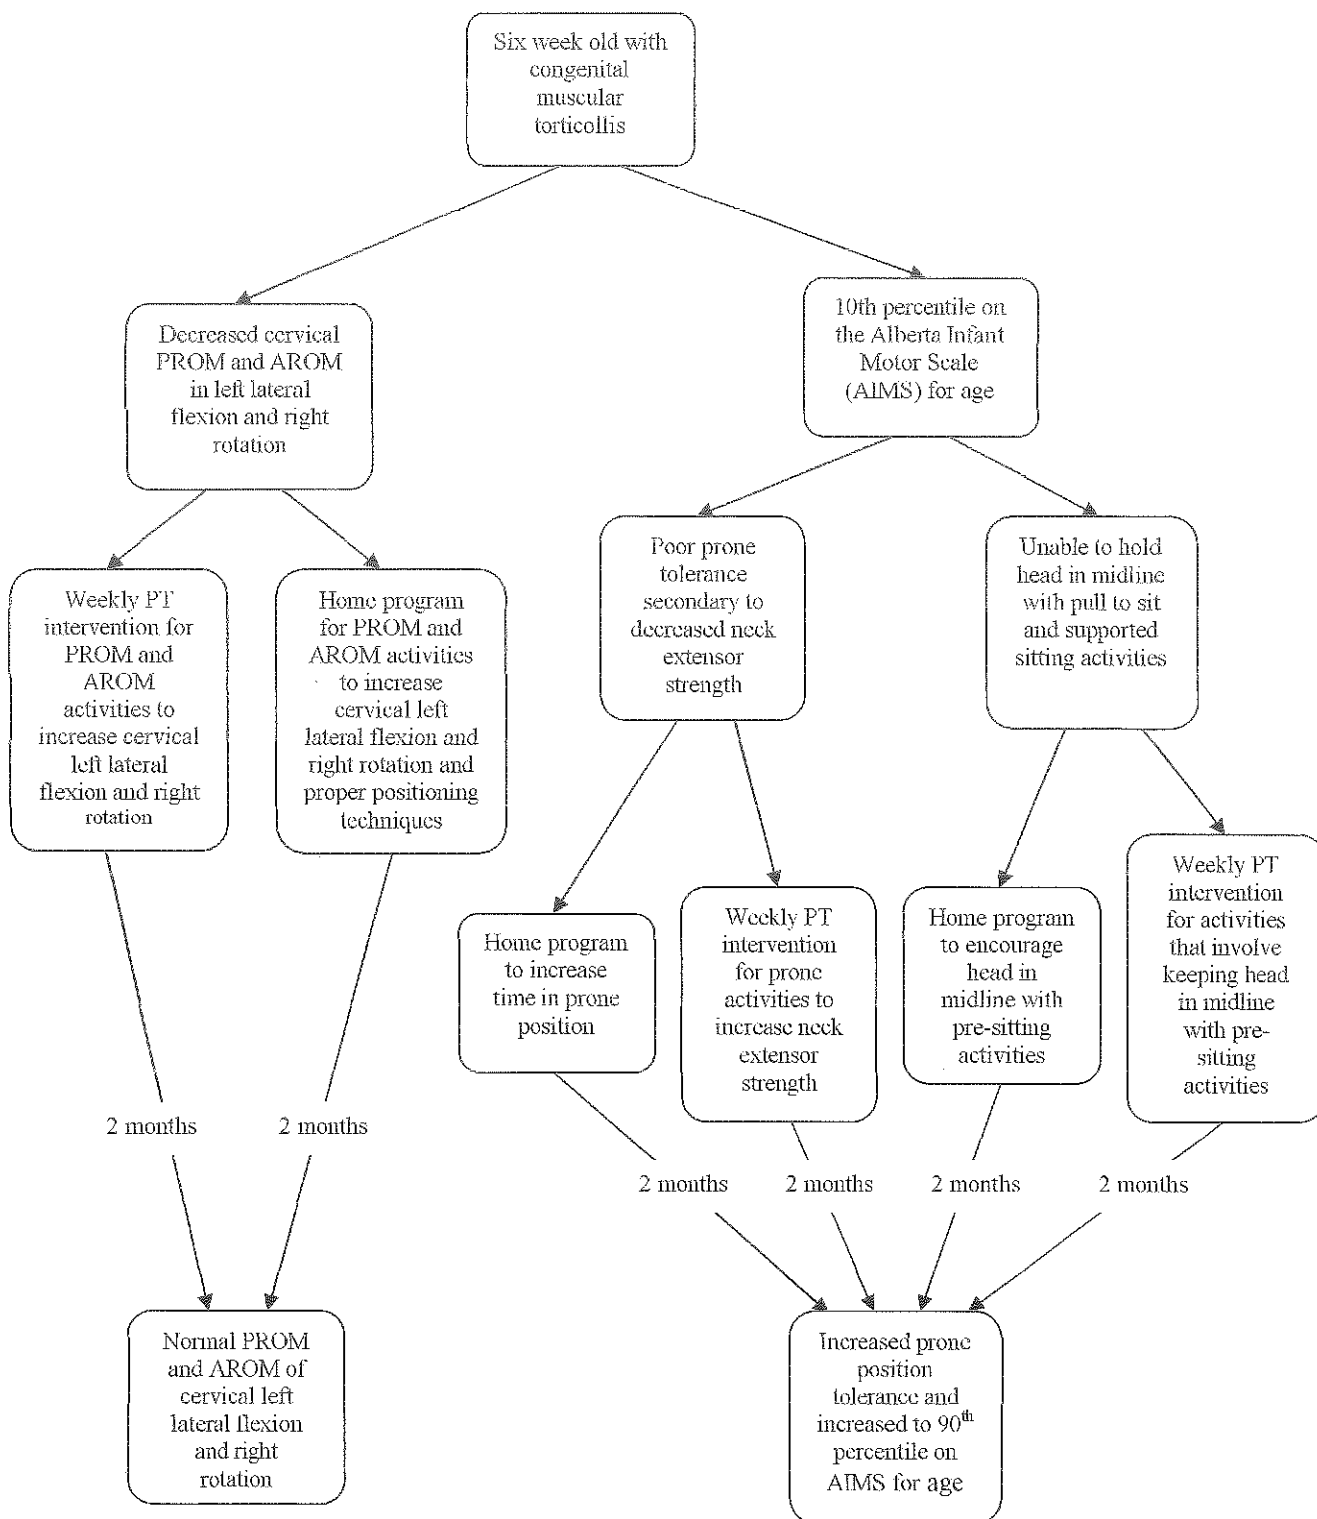 Six week old with
congenital
muscular
torticollis
Decreased cervical
PROM and AROM
in left lateral
flexion and right
rotation
10th percentile on
the Alberta Infant
Motor Scale
(AIMS) for age
Weekly PT
intervention for
PROM and
AROM
activities to
increase cervical
left lateral
flexion and right
rotation
Home program
for PROM and
AROM activities
to increase
cervical left
lateral flexion and
right rotation and
proper positioning
techniques
Poor prone
tolerance
secondary to
decreased neck
extensor
strength
Unable to hold
head in midline
with pull to sit
and supported
sitting activities
Home program
to increase
time in prone
position
Weekly PT
intervention
for prone
activities to
increase neck
extensor
strength
Home program
to encourage
head in
midline with
pre-sitting
activities
Weekly PT
intervention
for activities
that involve
keeping head
in midline
with pre-
sitting
activities
2 months
2 months
2 months
2 months
2 months
2 months
Normal PROM
and AROM of
cervical left
lateral flexion
and right
rotation
Increased prone
position
tolerance and
increased to 90th
percentile on
AIMS for age